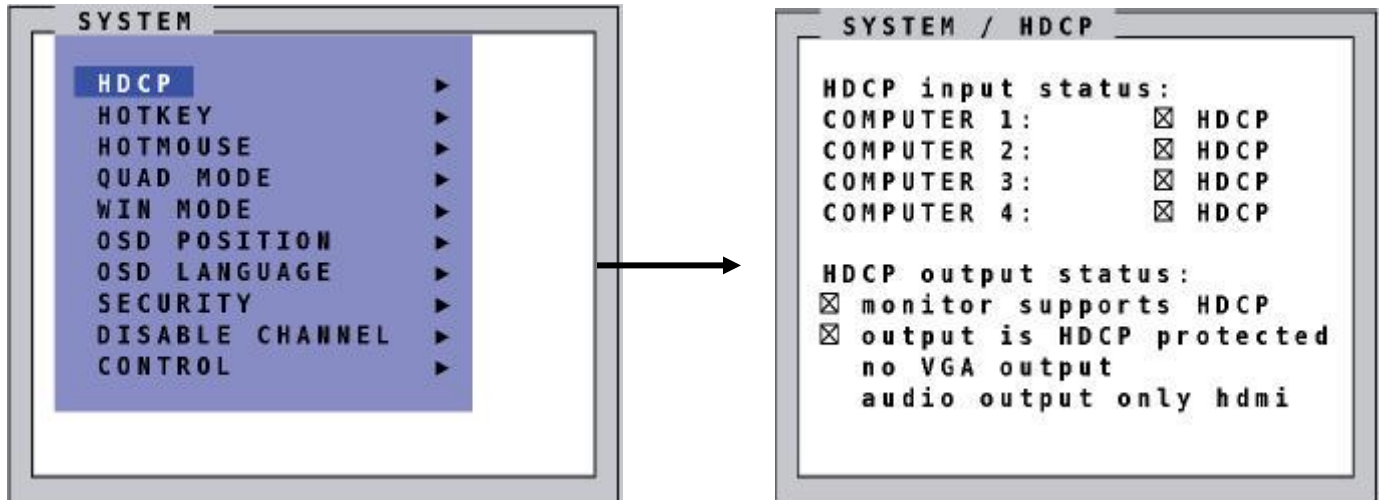 SYSTEM
HDCP ►
HOTKEY ►
HOTMOUSE ►
QUAD MODE ►
WIN MODE ►
OSD POSITION ►
OSD LANGUAGE ►
SECURITY ►
DISABLE CHANNEL ►
CONTROL ►
SYSTEM / HDCP
HDCP input status:
COMPUTER 1: ☒ HDCP
COMPUTER 2: ☒ HDCP
COMPUTER 3: ☒ HDCP
COMPUTER 4: ☒ HDCP
HDCP output status:
☒ monitor supports HDCP
☒ output is HDCP protected
no VGA output
audio output only hdmi